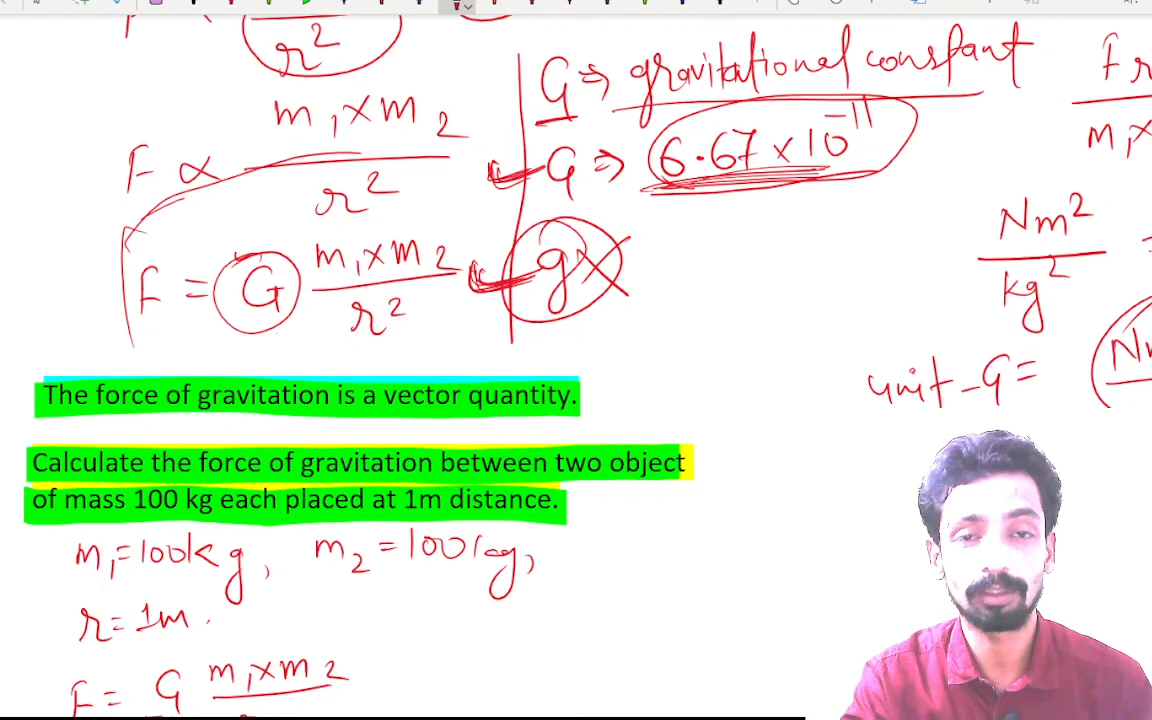 r²
G ⇒ gravitational constant
F r
m₁ x
m₁ x m₂
F ∝
r²
G ⇒ 6.67 x 10⁻¹¹
F = G m₁ x m₂
r²
g
Nm²
kg²
unit - G =
The force of gravitation is a vector quantity.
Calculate the force of gravitation between two object
of mass 100 kg each placed at 1m distance.
m₁ = 100kg, m₂ = 100kg,
r = 1m.
F = G m₁ x m₂